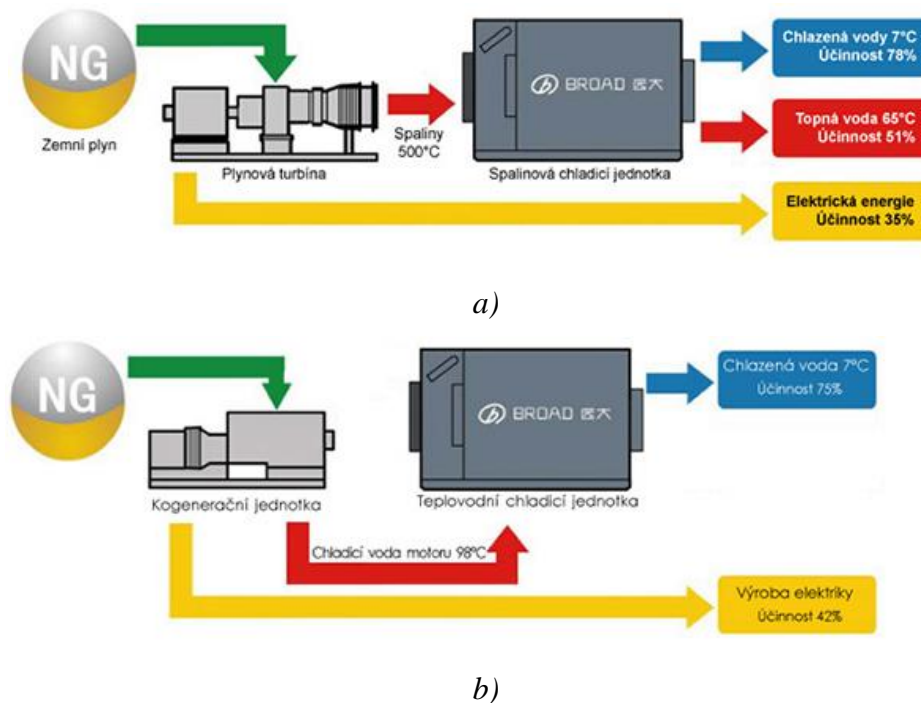 NG
Zemní plyn
Plynová turbína
Spaliny
500°C
BROAD 远大
Spalinová chladicí jednotka
Chlazená vody 7°C
Účinnost 78%
Topná voda 65°C
Účinnost 51%
Elektrická energie
Účinnost 35%
a)
NG
Kogenerační jednotka
BROAD 远大
Teplovodní chladicí jednotka
Chladicí voda motoru 98°C
Chlazená voda 7°C
Účinnost 75%
Výroba elektriky
Účinnost 42%
b)